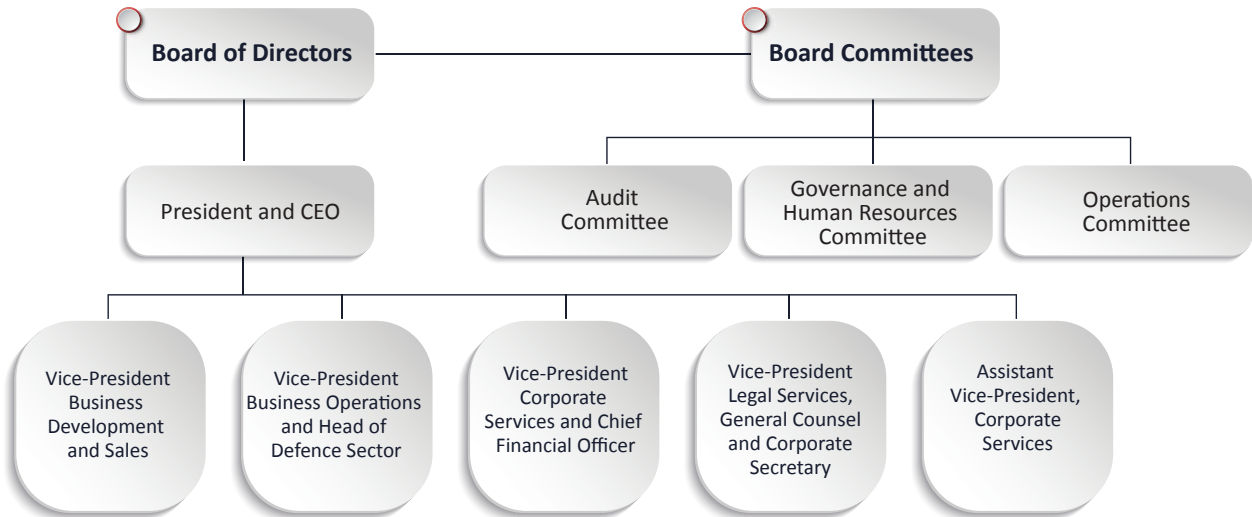 Board of Directors
Board Committees
President and CEO
Audit
Committee
Governance and
Human Resources
Committee
Operations
Committee
Vice-President
Business
Development
and Sales
Vice-President
Business Operations
and Head of
Defence Sector
Vice-President
Corporate
Services and Chief
Financial Officer
Vice-President
Legal Services,
General Counsel
and Corporate
Secretary
Assistant
Vice-President,
Corporate
Services